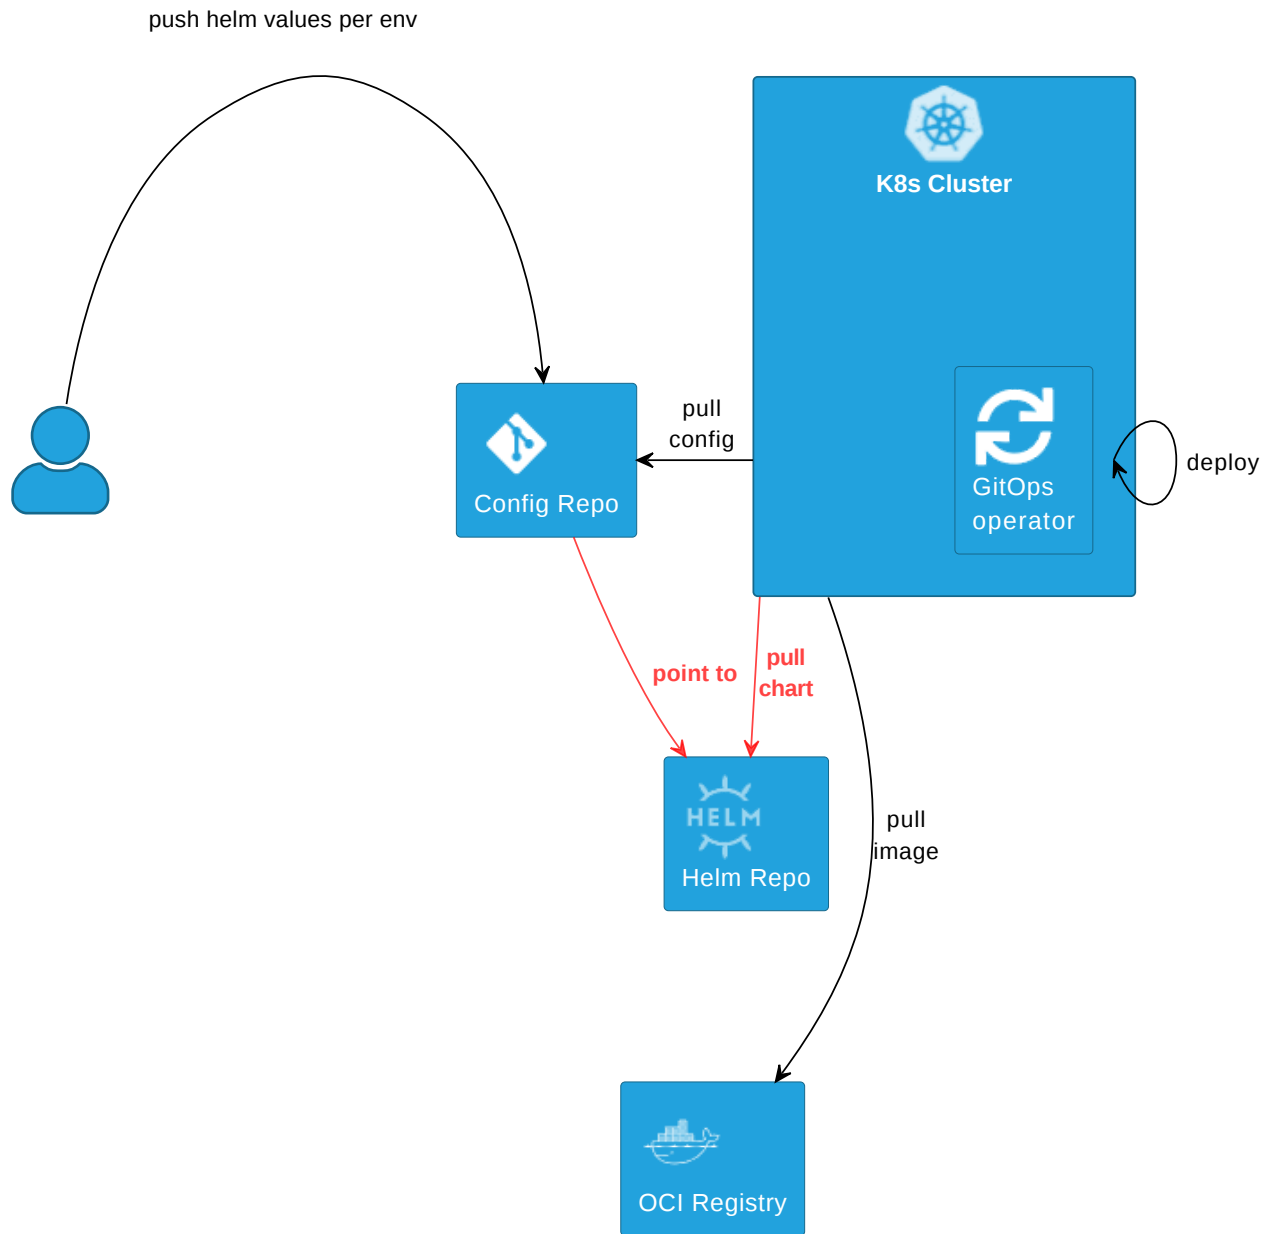 push helm values per env
K8s Cluster
pull
config
Config Repo
GitOps
operator
deploy
point to
pull
chart
HELM
Helm Repo
pull
image
OCI Registry